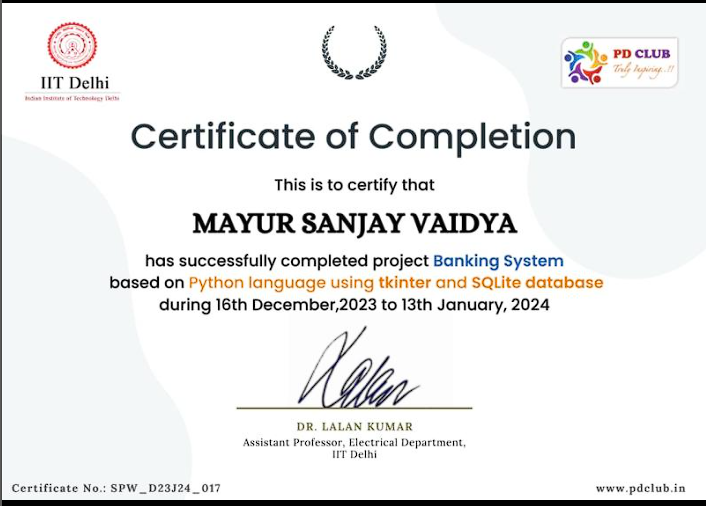 IIT Delhi
Indian Institute of Technology Delhi
PD CLUB
Truly Inspiring..!!
Certificate of Completion
This is to certify that
MAYUR SANJAY VAIDYA
has successfully completed project Banking System
based on Python language using tkinter and SQLite database
during 16th December,2023 to 13th January, 2024
DR. LALAN KUMAR
Assistant Professor, Electrical Department,
IIT Delhi
Certificate No.: SPW_D23J24_017
www.pdclub.in